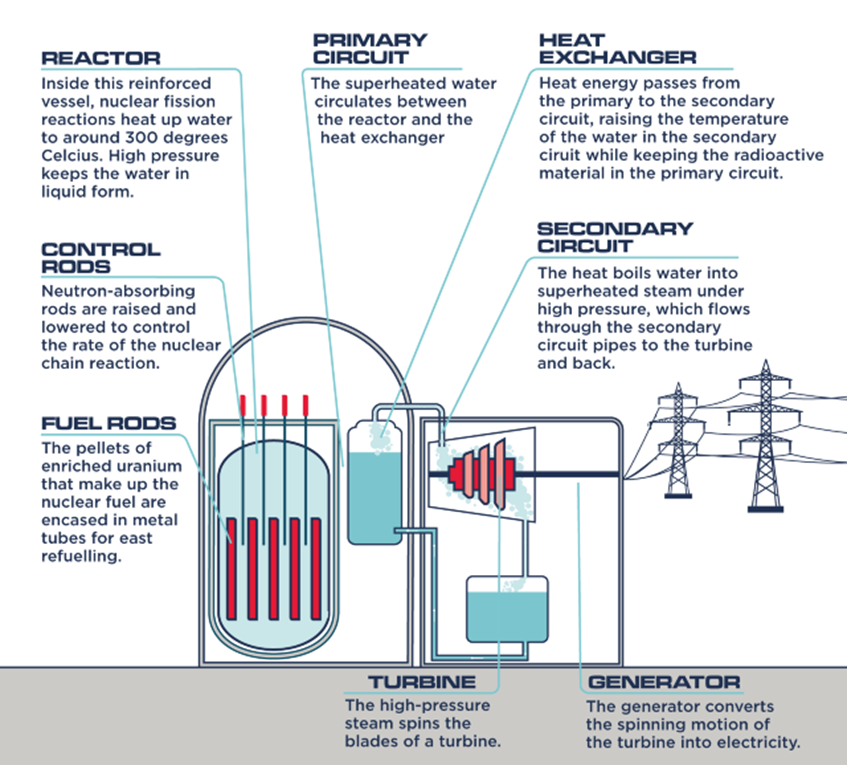 REACTOR
Inside this reinforced
vessel, nuclear fission
reactions heat up water
to around 300 degrees
Celcius. High pressure
keeps the water in
liquid form.
PRIMARY
CIRCUIT
The superheated water
circulates between
the reactor and the
heat exchanger
HEAT
EXCHANGER
Heat energy passes from
the primary to the secondary
circuit, raising the temperature
of the water in the secondary
ciruit while keeping the radioactive
material in the primary circuit.
CONTROL
RODS
Neutron-absorbing
rods are raised and
lowered to control
the rate of the nuclear
chain reaction.
SECONDARY
CIRCUIT
The heat boils water into
superheated steam under
high pressure, which flows
through the secondary
circuit pipes to the turbine
and back.
FUEL RODS
The pellets of
enriched uranium
that make up the
nuclear fuel are
encased in metal
tubes for east
refuelling.
TURBINE
The high-pressure
steam spins the
blades of a turbine.
GENERATOR
The generator converts
the spinning motion of
the turbine into electricity.